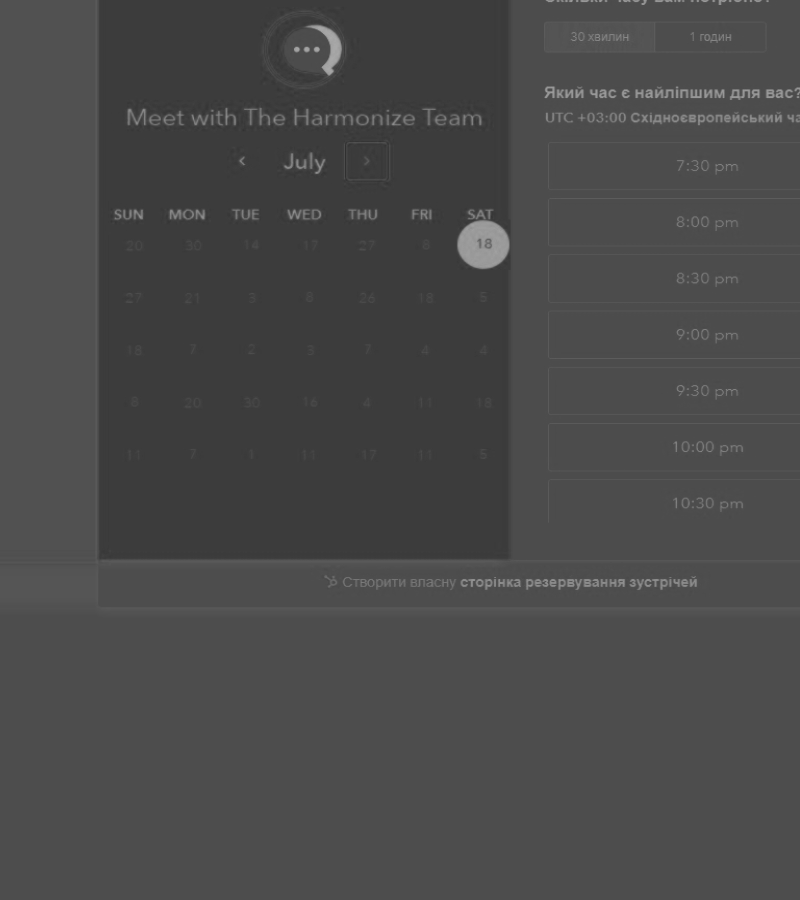 Meet with The Harmonize Team
‹ July ›
SUN MON TUE WED THU FRI SAT
20 30 14 17 27 6 18
27 21 3 8 26 18 5
18 7 2 3 7 4 4
8 20 30 16 4 11 18
11 7 1 11 17 11 5
30 хвилин 1 годин
Який час є найліпшим для вас?
UTC +03:00 Східноєвропейський ча
7:30 pm
8:00 pm
8:30 pm
9:00 pm
9:30 pm
10:00 pm
10:30 pm
Створити власну сторінка резервування зустрічей